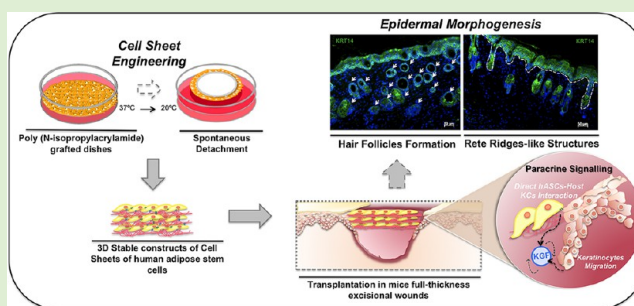 Cell Sheet
Engineering
37ºC
20ºC
Poly (N-isopropylacrylamide)
grafted dishes
Spontaneous
Detachment
3D Stable constructs of Cell
Sheets of human adipose stem
cells
Epidermal Morphogenesis
KRT14
KRT14
Hair Follicles Formation
Rete Ridges-like Structures
Paracrine Signalling
Direct hASCs-Host
KCs Interaction
KGF
Keratinocytes
Migration
Transplantation in mice full-thickness
excisional wounds